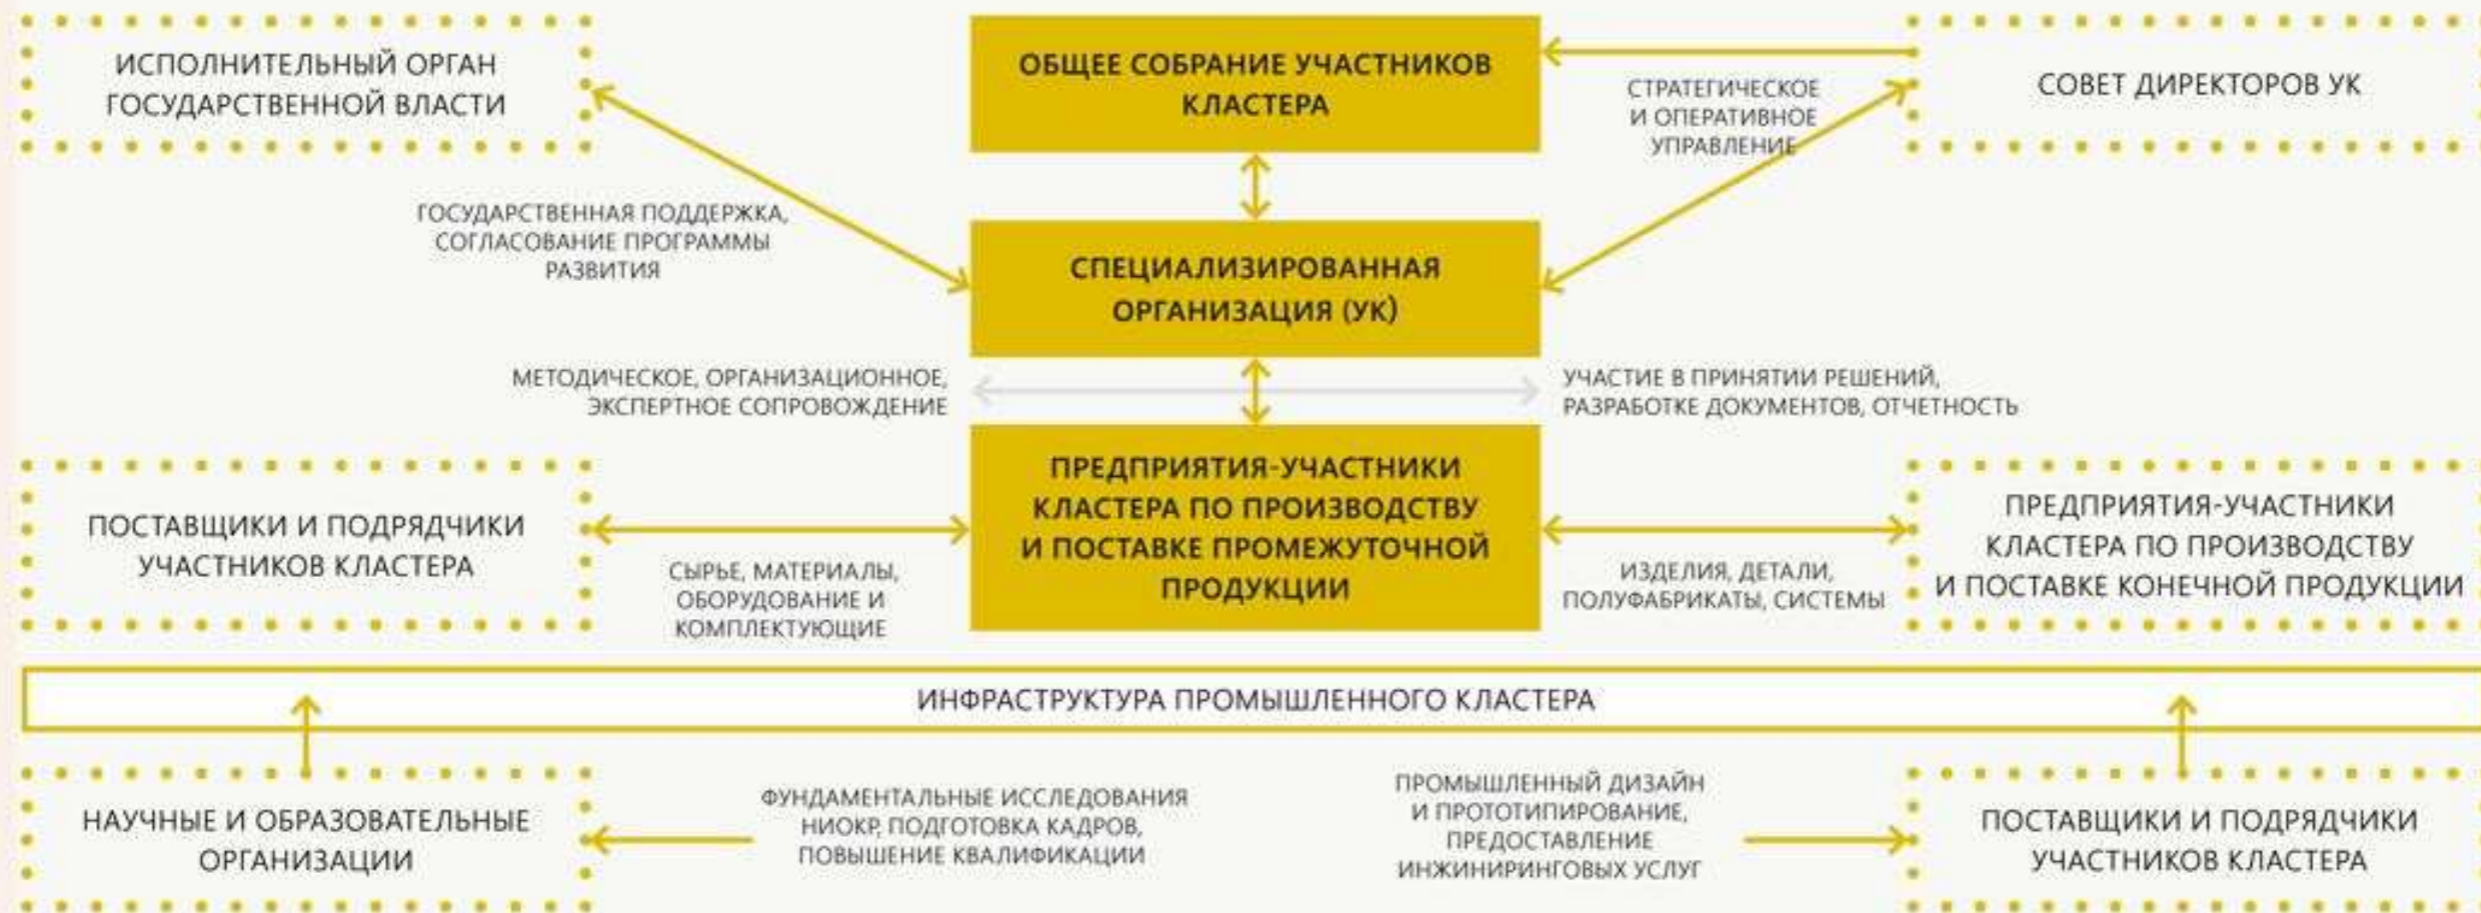 ИСПОЛНИТЕЛЬНЫЙ ОРГАН
ГОСУДАРСТВЕННОЙ ВЛАСТИ
ОБЩЕЕ СОБРАНИЕ УЧАСТНИКОВ
КЛАСТЕРА
СТРАТЕГИЧЕСКОЕ
И ОПЕРАТИВНОЕ
УПРАВЛЕНИЕ
СОВЕТ ДИРЕКТОРОВ УК
ГОСУДАРСТВЕННАЯ ПОДДЕРЖКА,
СОГЛАСОВАНИЕ ПРОГРАММЫ
РАЗВИТИЯ
СПЕЦИАЛИЗИРОВАННАЯ
ОРГАНИЗАЦИЯ (УК)
МЕТОДИЧЕСКОЕ, ОРГАНИЗАЦИОННОЕ,
ЭКСПЕРТНОЕ СОПРОВОЖДЕНИЕ
УЧАСТИЕ В ПРИНЯТИИ РЕШЕНИЙ,
РАЗРАБОТКЕ ДОКУМЕНТОВ, ОТЧЕТНОСТЬ
ПОСТАВЩИКИ И ПОДРЯДЧИКИ
УЧАСТНИКОВ КЛАСТЕРА
СЫРЬЕ, МАТЕРИАЛЫ,
ОБОРУДОВАНИЕ И
КОМПЛЕКТУЮЩИЕ
ПРЕДПРИЯТИЯ-УЧАСТНИКИ
КЛАСТЕРА ПО ПРОИЗВОДСТВУ
И ПОСТАВКЕ ПРОМЕЖУТОЧНОЙ
ПРОДУКЦИИ
ИЗДЕЛИЯ, ДЕТАЛИ,
ПОЛУФАБРИКАТЫ, СИСТЕМЫ
ПРЕДПРИЯТИЯ-УЧАСТНИКИ
КЛАСТЕРА ПО ПРОИЗВОДСТВУ
И ПОСТАВКЕ КОНЕЧНОЙ ПРОДУКЦИИ
ИНФРАСТРУКТУРА ПРОМЫШЛЕННОГО КЛАСТЕРА
НАУЧНЫЕ И ОБРАЗОВАТЕЛЬНЫЕ
ОРГАНИЗАЦИИ
ФУНДАМЕНТАЛЬНЫЕ ИССЛЕДОВАНИЯ
НИОКР, ПОДГОТОВКА КАДРОВ,
ПОВЫШЕНИЕ КВАЛИФИКАЦИИ
ПРОМЫШЛЕННЫЙ ДИЗАЙН
И ПРОТОТИПИРОВАНИЕ,
ПРЕДОСТАВЛЕНИЕ
ИНЖИНИРИНГОВЫХ УСЛУГ
ПОСТАВЩИКИ И ПОДРЯДЧИКИ
УЧАСТНИКОВ КЛАСТЕРА